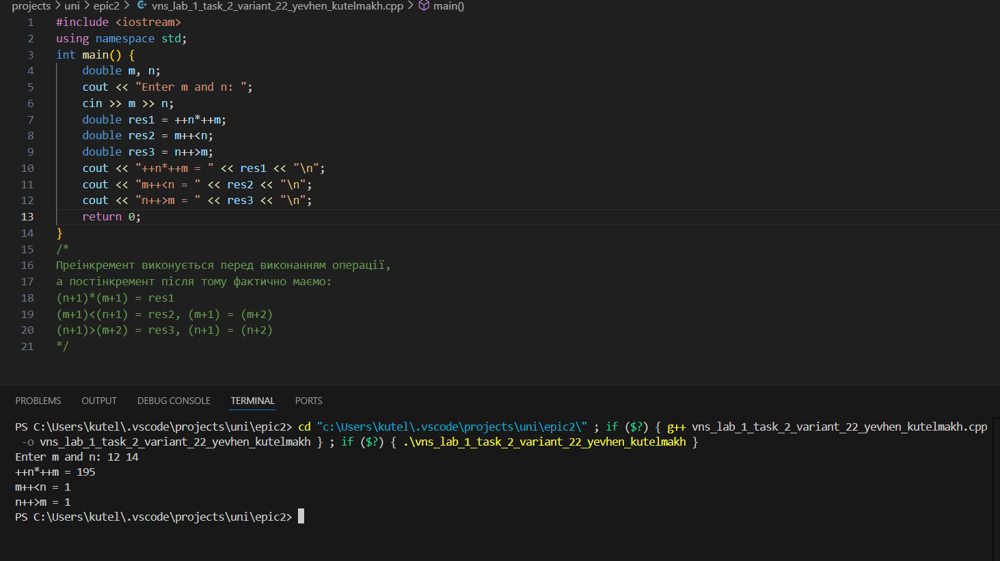 projects > uni > epic2 > vns_lab_1_task_2_variant_22_yevhen_kutelmakh.cpp > main()
1 #include <iostream>
2 using namespace std;
3 int main() {
4 double m, n;
5 cout << "Enter m and n: ";
6 cin >> m >> n;
7 double res1 = ++n*++m;
8 double res2 = m++<n;
9 double res3 = n++>m;
10 cout << "++n*++m = " << res1 << "\n";
11 cout << "m++<n = " << res2 << "\n";
12 cout << "n++>m = " << res3 << "\n";
13 return 0;
14 }
15 /*
16 Преінкремент виконується перед виконанням операції,
17 а постінкремент після тому фактично маємо:
18 (n+1)*(m+1) = res1
19 (m+1)<(n+1) = res2, (m+1) = (m+2)
20 (n+1)>(m+2) = res3, (n+1) = (n+2)
21 */
PROBLEMS OUTPUT DEBUG CONSOLE TERMINAL PORTS
PS C:\Users\kutel\.vscode\projects\uni\epic2> cd "c:\Users\kutel\.vscode\projects\uni\epic2\" ; if ($?) { g++ vns_lab_1_task_2_variant_22_yevhen_kutelmakh.cpp
-o vns_lab_1_task_2_variant_22_yevhen_kutelmakh } ; if ($?) { .\vns_lab_1_task_2_variant_22_yevhen_kutelmakh }
Enter m and n: 12 14
++n*++m = 195
m++<n = 1
n++>m = 1
PS C:\Users\kutel\.vscode\projects\uni\epic2>